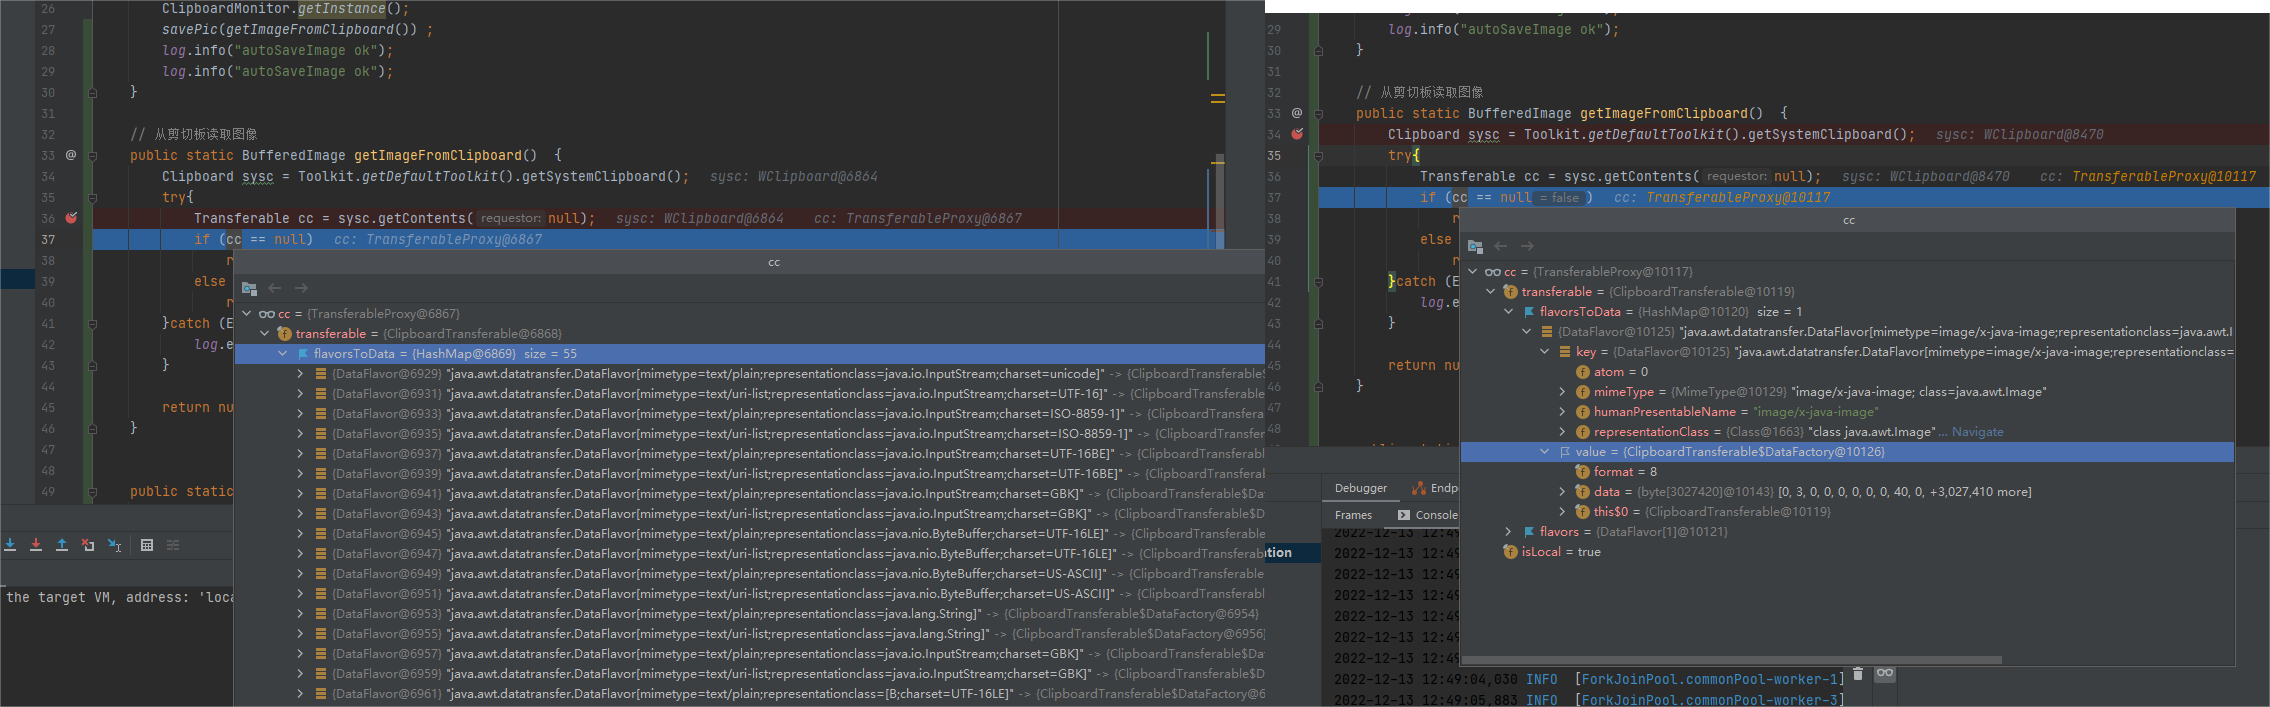 26 ClipboardMonitor.getInstance();
27 savePic(getImageFromClipboard()) ;
28 log.info("autoSaveImage ok");
29 log.info("autoSaveImage ok");
30 }
31
32 // 从剪切板读取图像
33 @ public static BufferedImage getImageFromClipboard() {
34 Clipboard sysc = Toolkit.getDefaultToolkit().getSystemClipboard(); sysc: WClipboard@6864
35 try{
36 Transferable cc = sysc.getContents( requestor: null); sysc: WClipboard@6864 cc: TransferableProxy@6867
37 if (cc == null) cc: TransferableProxy@6867
38 r
39 else
40 r
41 }catch (E
42 log.e
43 }
44
45 return nu
46 }
47
48
49 public static
cc
cc = {TransferableProxy@6867}
transferable = {ClipboardTransferable@6868}
flavorsToData = {HashMap@6869} size = 55
{DataFlavor@6929} "java.awt.datatransfer.DataFlavor[mimetype=text/plain;representationclass=java.io.InputStream;charset=unicode]" -> {ClipboardTransferable$
{DataFlavor@6931} "java.awt.datatransfer.DataFlavor[mimetype=text/uri-list;representationclass=java.io.InputStream;charset=UTF-16]" -> {ClipboardTransferable
{DataFlavor@6933} "java.awt.datatransfer.DataFlavor[mimetype=text/plain;representationclass=java.io.InputStream;charset=ISO-8859-1]" -> {ClipboardTransfera
{DataFlavor@6935} "java.awt.datatransfer.DataFlavor[mimetype=text/uri-list;representationclass=java.io.InputStream;charset=ISO-8859-1]" -> {ClipboardTransfer
{DataFlavor@6937} "java.awt.datatransfer.DataFlavor[mimetype=text/plain;representationclass=java.io.InputStream;charset=UTF-16BE]" -> {ClipboardTransferab
{DataFlavor@6939} "java.awt.datatransfer.DataFlavor[mimetype=text/uri-list;representationclass=java.io.InputStream;charset=UTF-16BE]" -> {ClipboardTransferab
{DataFlavor@6941} "java.awt.datatransfer.DataFlavor[mimetype=text/plain;representationclass=java.io.InputStream;charset=GBK]" -> {ClipboardTransferable$Da
{DataFlavor@6943} "java.awt.datatransfer.DataFlavor[mimetype=text/uri-list;representationclass=java.io.InputStream;charset=GBK]" -> {ClipboardTransferable$D
{DataFlavor@6945} "java.awt.datatransfer.DataFlavor[mimetype=text/plain;representationclass=java.nio.ByteBuffer;charset=UTF-16LE]" -> {ClipboardTransferabl
{DataFlavor@6947} "java.awt.datatransfer.DataFlavor[mimetype=text/uri-list;representationclass=java.nio.ByteBuffer;charset=UTF-16LE]" -> {ClipboardTransferab
{DataFlavor@6949} "java.awt.datatransfer.DataFlavor[mimetype=text/plain;representationclass=java.nio.ByteBuffer;charset=US-ASCII]" -> {ClipboardTransferable
{DataFlavor@6951} "java.awt.datatransfer.DataFlavor[mimetype=text/uri-list;representationclass=java.nio.ByteBuffer;charset=US-ASCII]" -> {ClipboardTransferab
{DataFlavor@6953} "java.awt.datatransfer.DataFlavor[mimetype=text/plain;representationclass=java.lang.String]" -> {ClipboardTransferable$DataFactory@6954}
{DataFlavor@6955} "java.awt.datatransfer.DataFlavor[mimetype=text/uri-list;representationclass=java.lang.String]" -> {ClipboardTransferable$DataFactory@6956}
{DataFlavor@6957} "java.awt.datatransfer.DataFlavor[mimetype=text/plain;representationclass=java.io.InputStream;charset=GBK]" -> {ClipboardTransferable$Da
{DataFlavor@6959} "java.awt.datatransfer.DataFlavor[mimetype=text/uri-list;representationclass=java.io.InputStream;charset=GBK]" -> {ClipboardTransferable$D
{DataFlavor@6961} "java.awt.datatransfer.DataFlavor[mimetype=text/plain;representationclass=[B;charset=UTF-16LE]" -> {ClipboardTransferable$DataFactory@6
the target VM, address: 'loca
29 log.info("autoSaveImage ok");
30 }
31
32 // 从剪切板读取图像
33 @ public static BufferedImage getImageFromClipboard() {
34 Clipboard sysc = Toolkit.getDefaultToolkit().getSystemClipboard(); sysc: WClipboard@8470
35 try{
36 Transferable cc = sysc.getContents( requestor: null); sysc: WClipboard@8470 cc: TransferableProxy@10117
37 if (cc == null = false ) cc: TransferableProxy@10117
38 r
39 else
40 r
41 }catch (E
42 log.e
43 }
44
45 return nu
46 }
47
48
cc
cc = {TransferableProxy@10117}
transferable = {ClipboardTransferable@10119}
flavorsToData = {HashMap@10120} size = 1
{DataFlavor@10125} "java.awt.datatransfer.DataFlavor[mimetype=image/x-java-image;representationclass=java.awt.I
key = {DataFlavor@10125} "java.awt.datatransfer.DataFlavor[mimetype=image/x-java-image;representationclass=
atom = 0
mimeType = {MimeType@10129} "image/x-java-image; class=java.awt.Image"
humanPresentableName = "image/x-java-image"
representationClass = {Class@1663} "class java.awt.Image"... Navigate
value = {ClipboardTransferable$DataFactory@10126}
format = 8
data = {byte[3027420]@10143} [0, 3, 0, 0, 0, 0, 0, 0, 40, 0, +3,027,410 more]
this$0 = {ClipboardTransferable@10119}
flavors = {DataFlavor[1]@10121}
isLocal = true
Debugger Endp
Frames Console
ation
2022-12-13 12:49
2022-12-13 12:49
2022-12-13 12:49
2022-12-13 12:49
2022-12-13 12:49
2022-12-13 12:49
2022-12-13 12:49
2022-12-13 12:49:04,030 INFO [ForkJoinPool.commonPool-worker-1]
2022-12-13 12:49:05,883 INFO [ForkJoinPool.commonPool-worker-3]